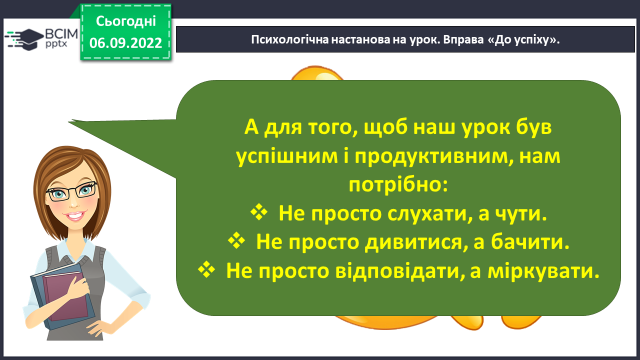 Сьогодні
06.09.2022
BCIM
pptx
Психологічна настанова на урок. Вправа «До успіху».
А для того, щоб наш урок був
успішним і продуктивним, нам
потрібно:
❖ Не просто слухати, а чути.
❖ Не просто дивитися, а бачити.
❖ Не просто відповідати, а міркувати.